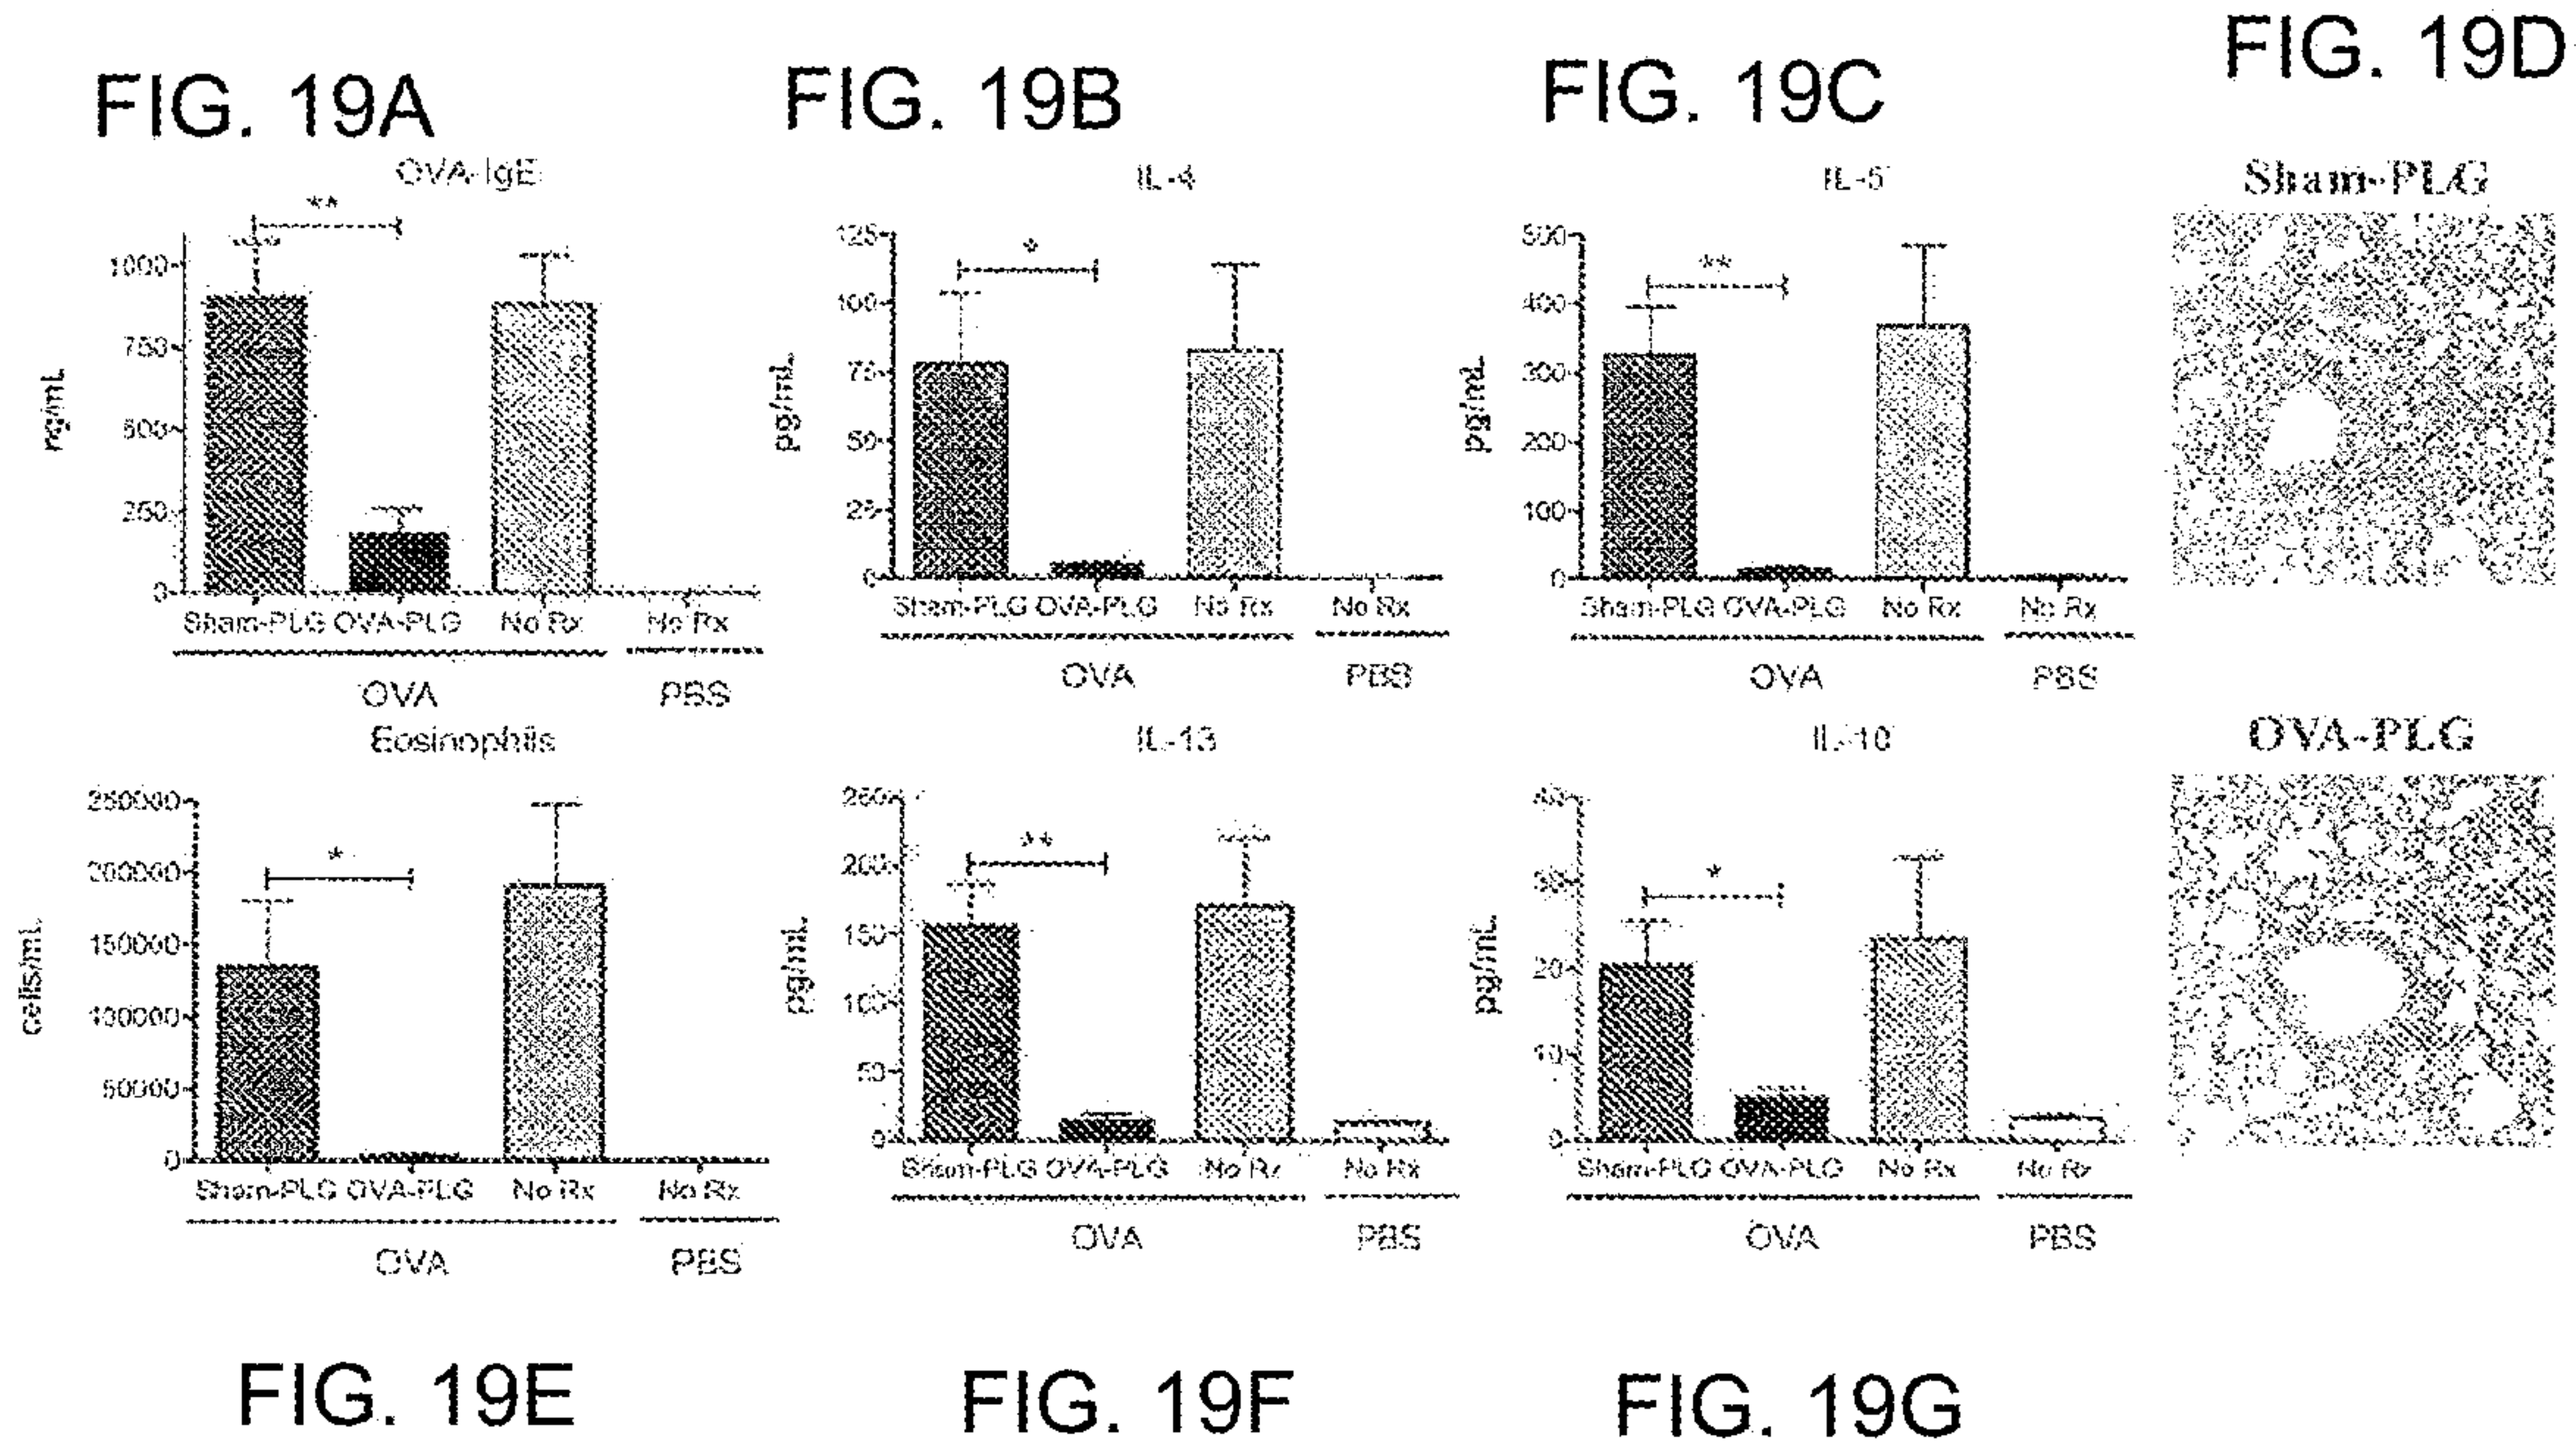 FIG. 19A
OVA-IgE
**
ng/mL
1000
750
500
250
0
Sham-PLG OVA-PLG No Rx No Rx
OVA PBS
FIG. 19B
IL-4
*
pg/mL
125
100
75
50
25
0
Sham-PLG OVA-PLG No Rx No Rx
OVA PBS
FIG. 19C
IL-5
**
pg/mL
500
400
300
200
100
0
Sham-PLG OVA-PLG No Rx No Rx
OVA PBS
FIG. 19D
Sham-PLG
OVA-PLG
Eosinophils
*
cells/mL
250000
200000
150000
100000
50000
0
Sham-PLG OVA-PLG No Rx No Rx
OVA PBS
FIG. 19E
IL-13
**
pg/mL
250
200
150
100
50
0
Sham-PLG OVA-PLG No Rx No Rx
OVA PBS
FIG. 19F
IL-10
*
pg/mL
40
30
20
10
0
Sham-PLG OVA-PLG No Rx No Rx
OVA PBS
FIG. 19G